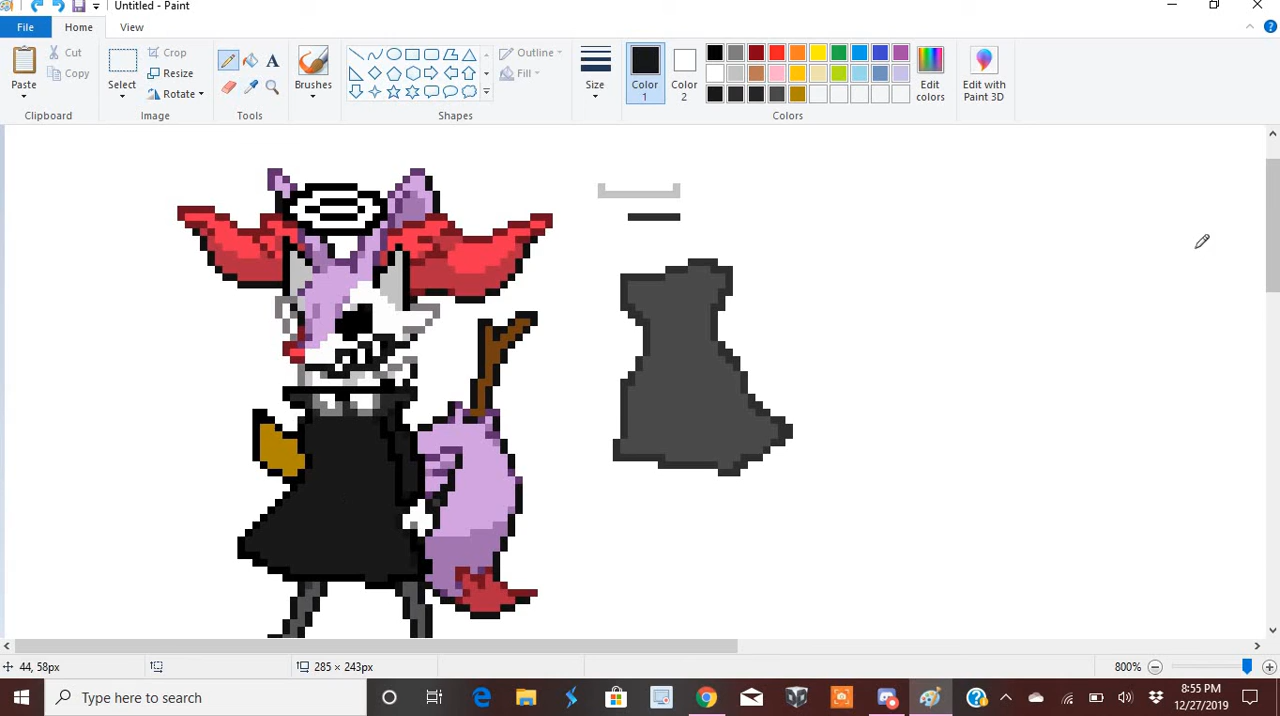 Untitled - Paint
File
Home
View
Paste
Cut
Copy
Clipboard
Select
Crop
Resize
Rotate
Image
A
Tools
Brushes
Outline
Fill
Shapes
Size
Color 1
Color 2
Edit colors
Edit with Paint 3D
Colors
44, 58px
285 × 243px
800%
Type here to search
8:55 PM
12/27/2019